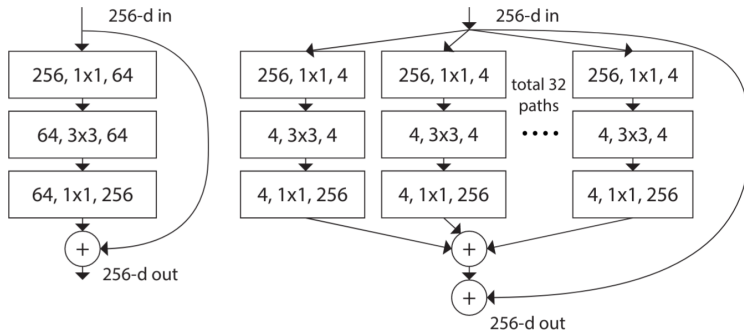 256-d in
256, 1x1, 64
64, 3x3, 64
64, 1x1, 256
+
256-d out
256-d in
256, 1x1, 4
256, 1x1, 4
total 32
paths
....
256, 1x1, 4
4, 3x3, 4
4, 3x3, 4
4, 3x3, 4
4, 1x1, 256
4, 1x1, 256
4, 1x1, 256
+
+
256-d out